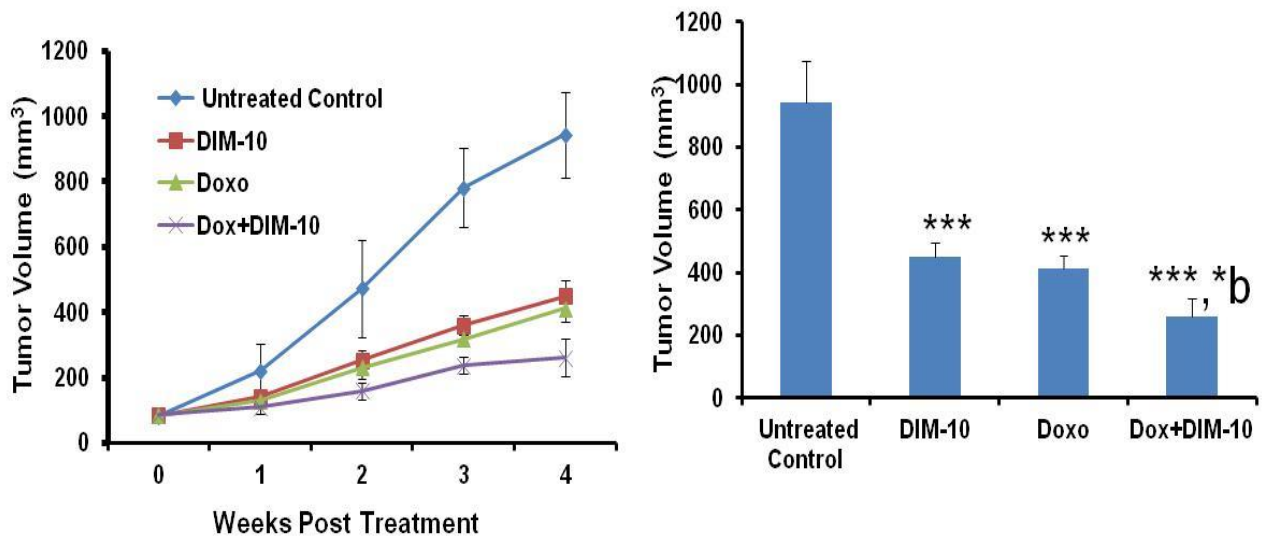 1200
1000
800
600
400
200
0
Tumor Volume (mm³)
Untreated Control
DIM-10
Doxo
Dox+DIM-10
0 1 2 3 4
Weeks Post Treatment
1200
1000
800
600
400
200
0
Tumor Volume (mm³)
***
***
***,*b
Untreated
Control
DIM-10
Doxo
Dox+DIM-10